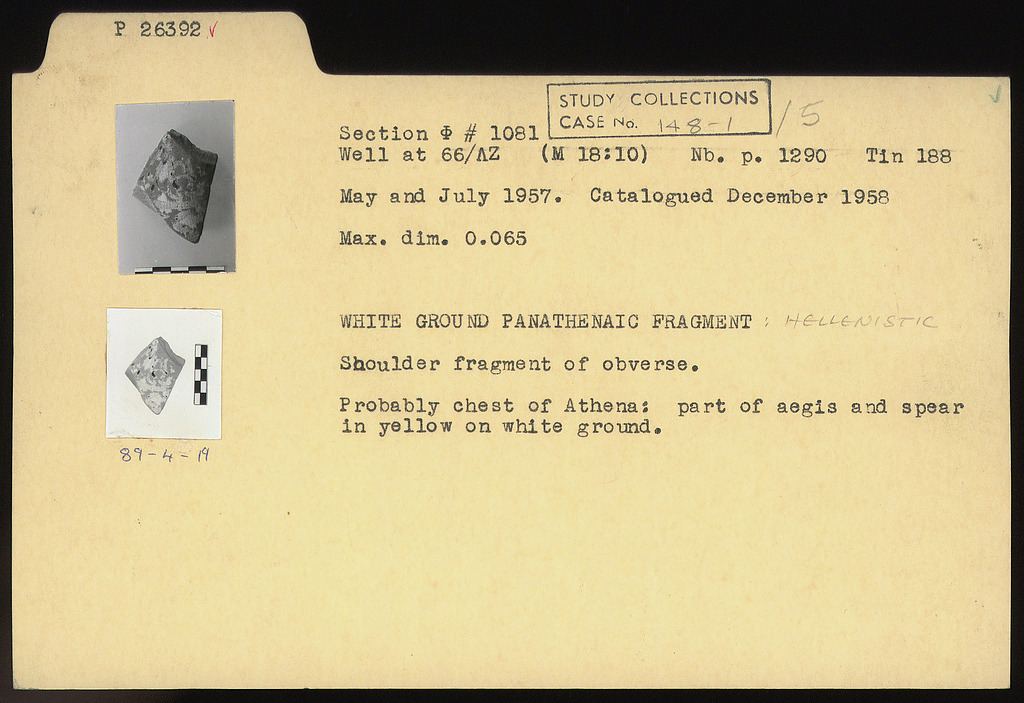 P 26392 √
STUDY COLLECTIONS
CASE No. 148-1 /5
Section Φ # 1081
Well at 66/ΛΖ (M 18:10) Nb. p. 1290 Tin 188
May and July 1957. Catalogued December 1958
Max. dim. 0.065
WHITE GROUND PANATHENAIC FRAGMENT : HELLENISTIC
Shoulder fragment of obverse.
Probably chest of Athena: part of aegis and spear
in yellow on white ground.
89-4-19